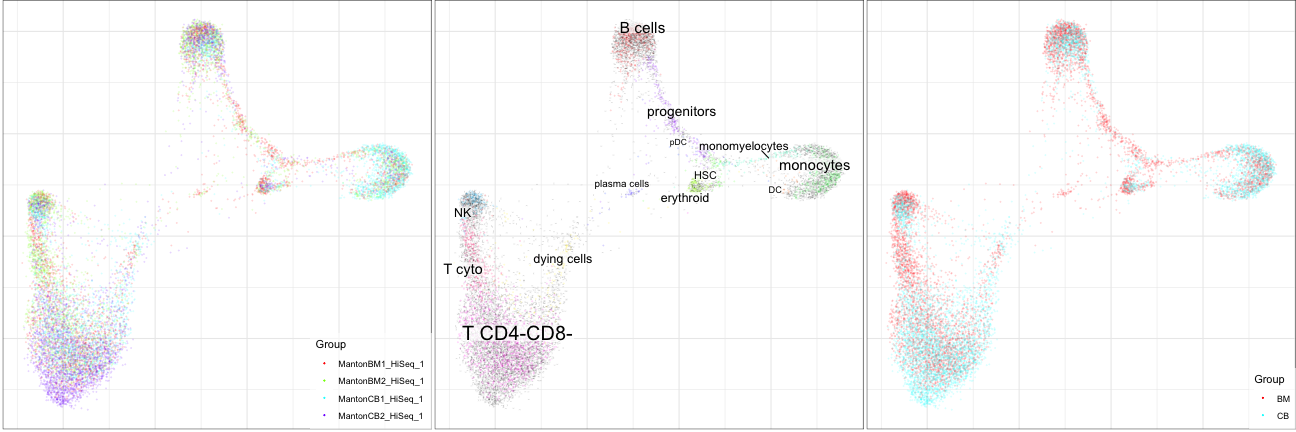 Group
MantonBM1_HiSeq_1
MantonBM2_HiSeq_1
MantonCB1_HiSeq_1
MantonCB2_HiSeq_1
B cells
progenitors
pDC
monomyelocytes
monocytes
HSC
plasma cells
DC
erythroid
NK
dying cells
T cyto
T CD4-CD8-
Group
BM
CB